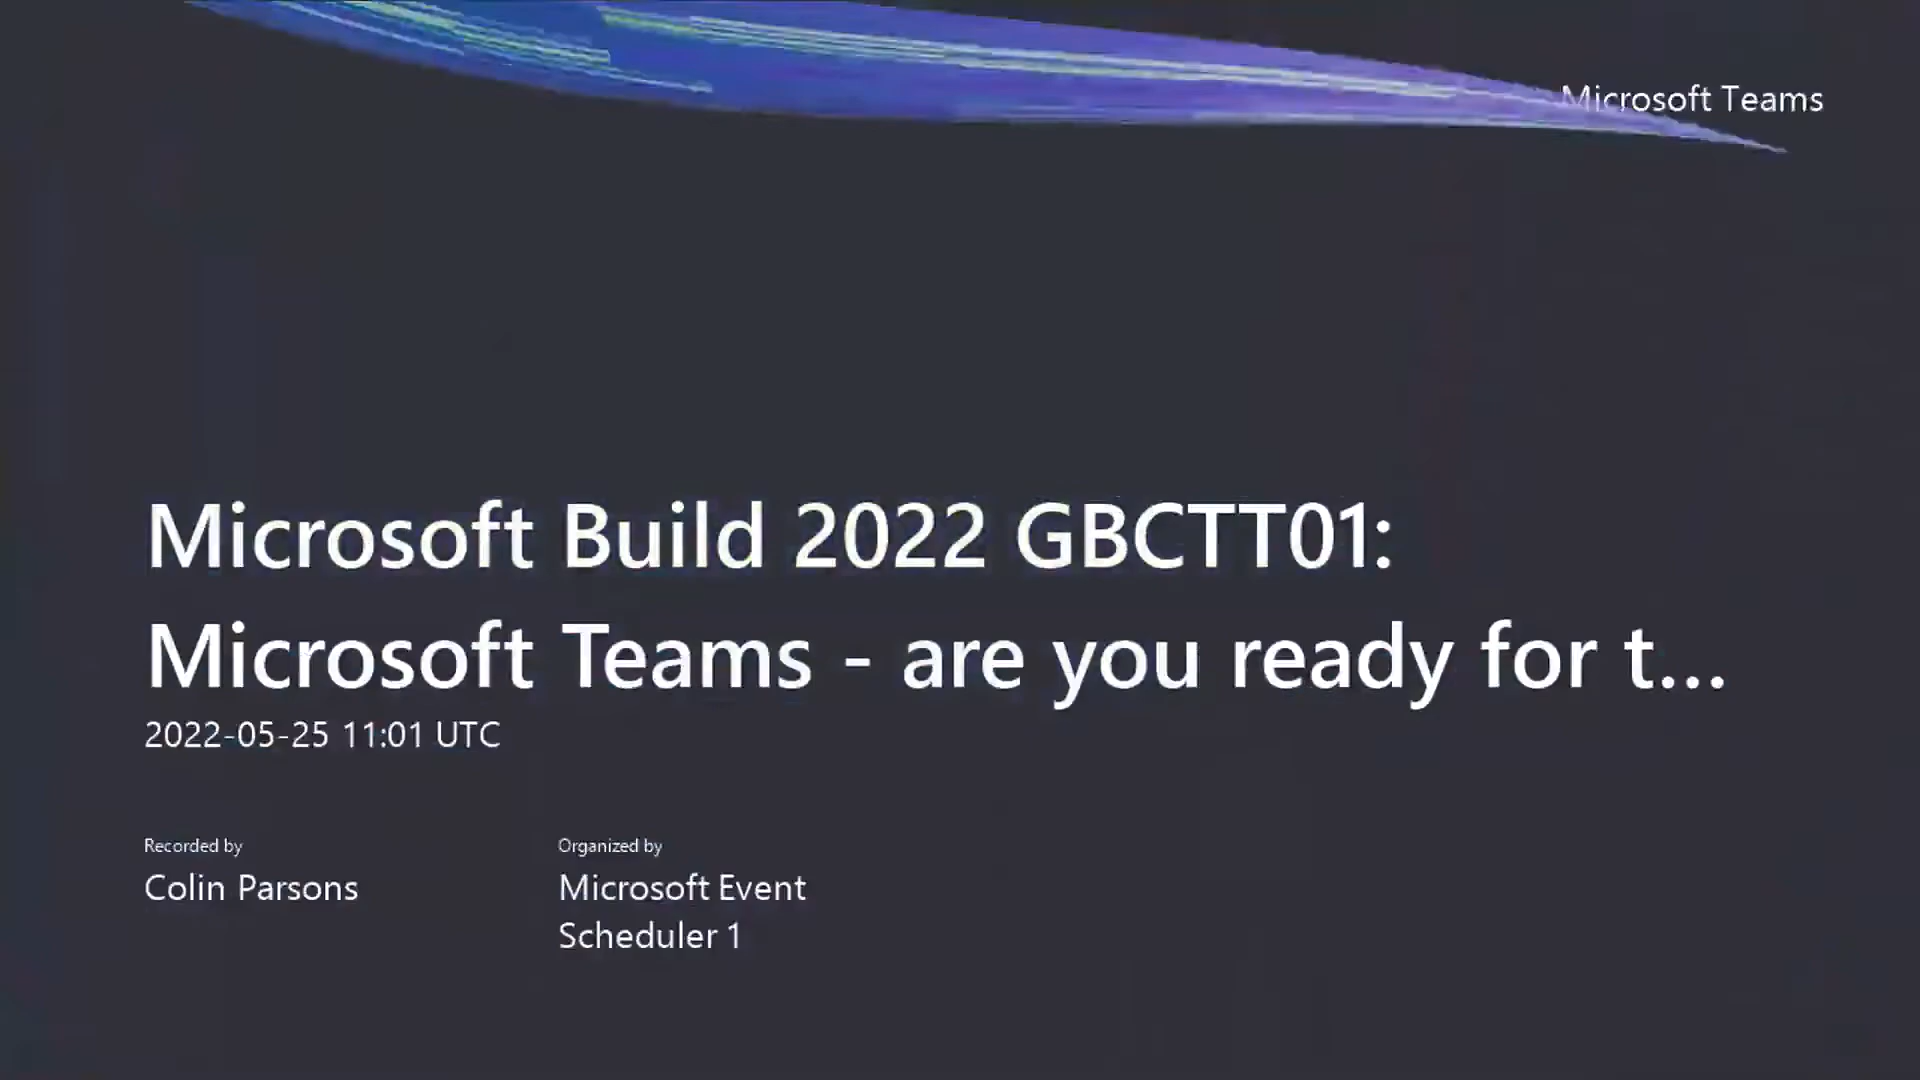 Microsoft Teams
Microsoft Build 2022 GBCTT01:
Microsoft Teams - are you ready for t...
2022-05-25 11:01 UTC
Recorded by
Colin Parsons
Organized by
Microsoft Event
Scheduler 1